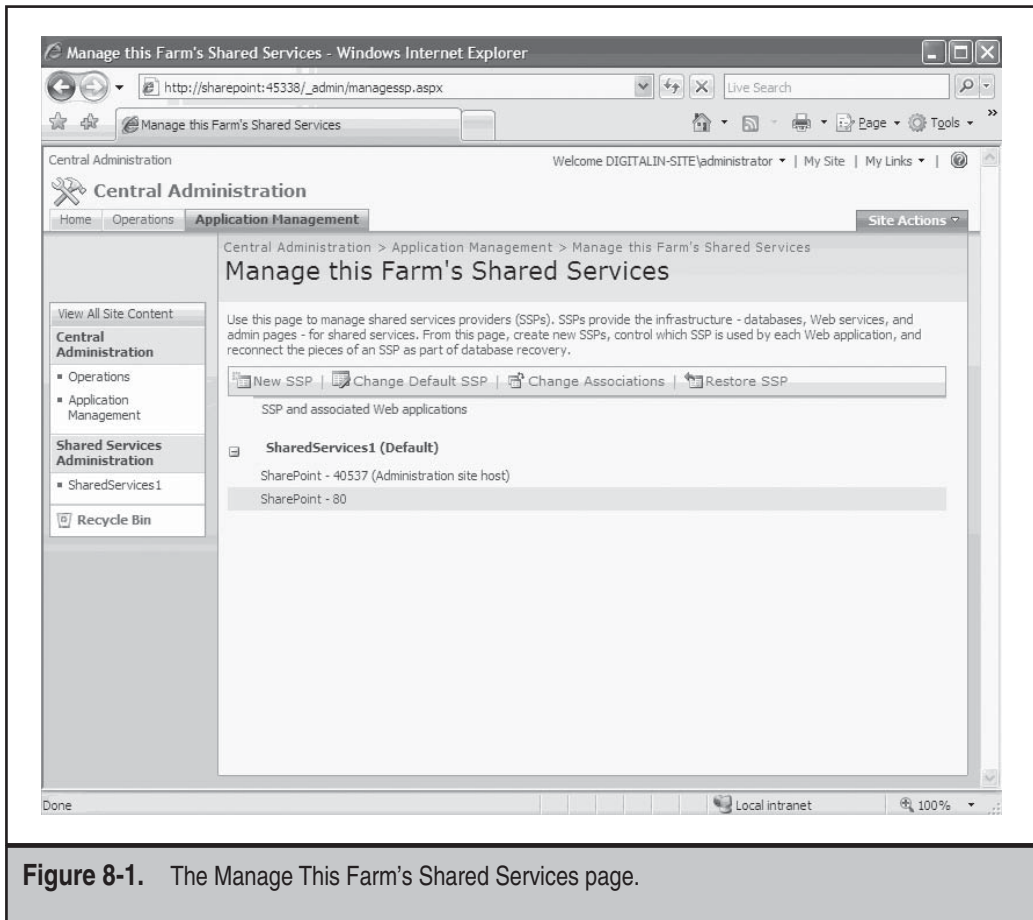 Manage this Farm's Shared Services - Windows Internet Explorer
http://sharepoint:45338/_admin/managessp.aspx
Live Search
Manage this Farm's Shared Services
Page
Tools
Central Administration
Welcome DIGITALIN-SITE\administrator | My Site | My Links |
Central Administration
Home Operations Application Management
Site Actions
Central Administration > Application Management > Manage this Farm's Shared Services
Manage this Farm's Shared Services
View All Site Content
Central
Administration
Operations
Application
Management
Shared Services
Administration
SharedServices1
Recycle Bin
Use this page to manage shared services providers (SSPs). SSPs provide the infrastructure - databases, Web services, and
admin pages - for shared services. From this page, create new SSPs, control which SSP is used by each Web application, and
reconnect the pieces of an SSP as part of database recovery.
New SSP | Change Default SSP | Change Associations | Restore SSP
SSP and associated Web applications
SharedServices1 (Default)
SharePoint - 40537 (Administration site host)
SharePoint - 80
Done
Local intranet
100%
Figure 8-1. The Manage This Farm's Shared Services page.